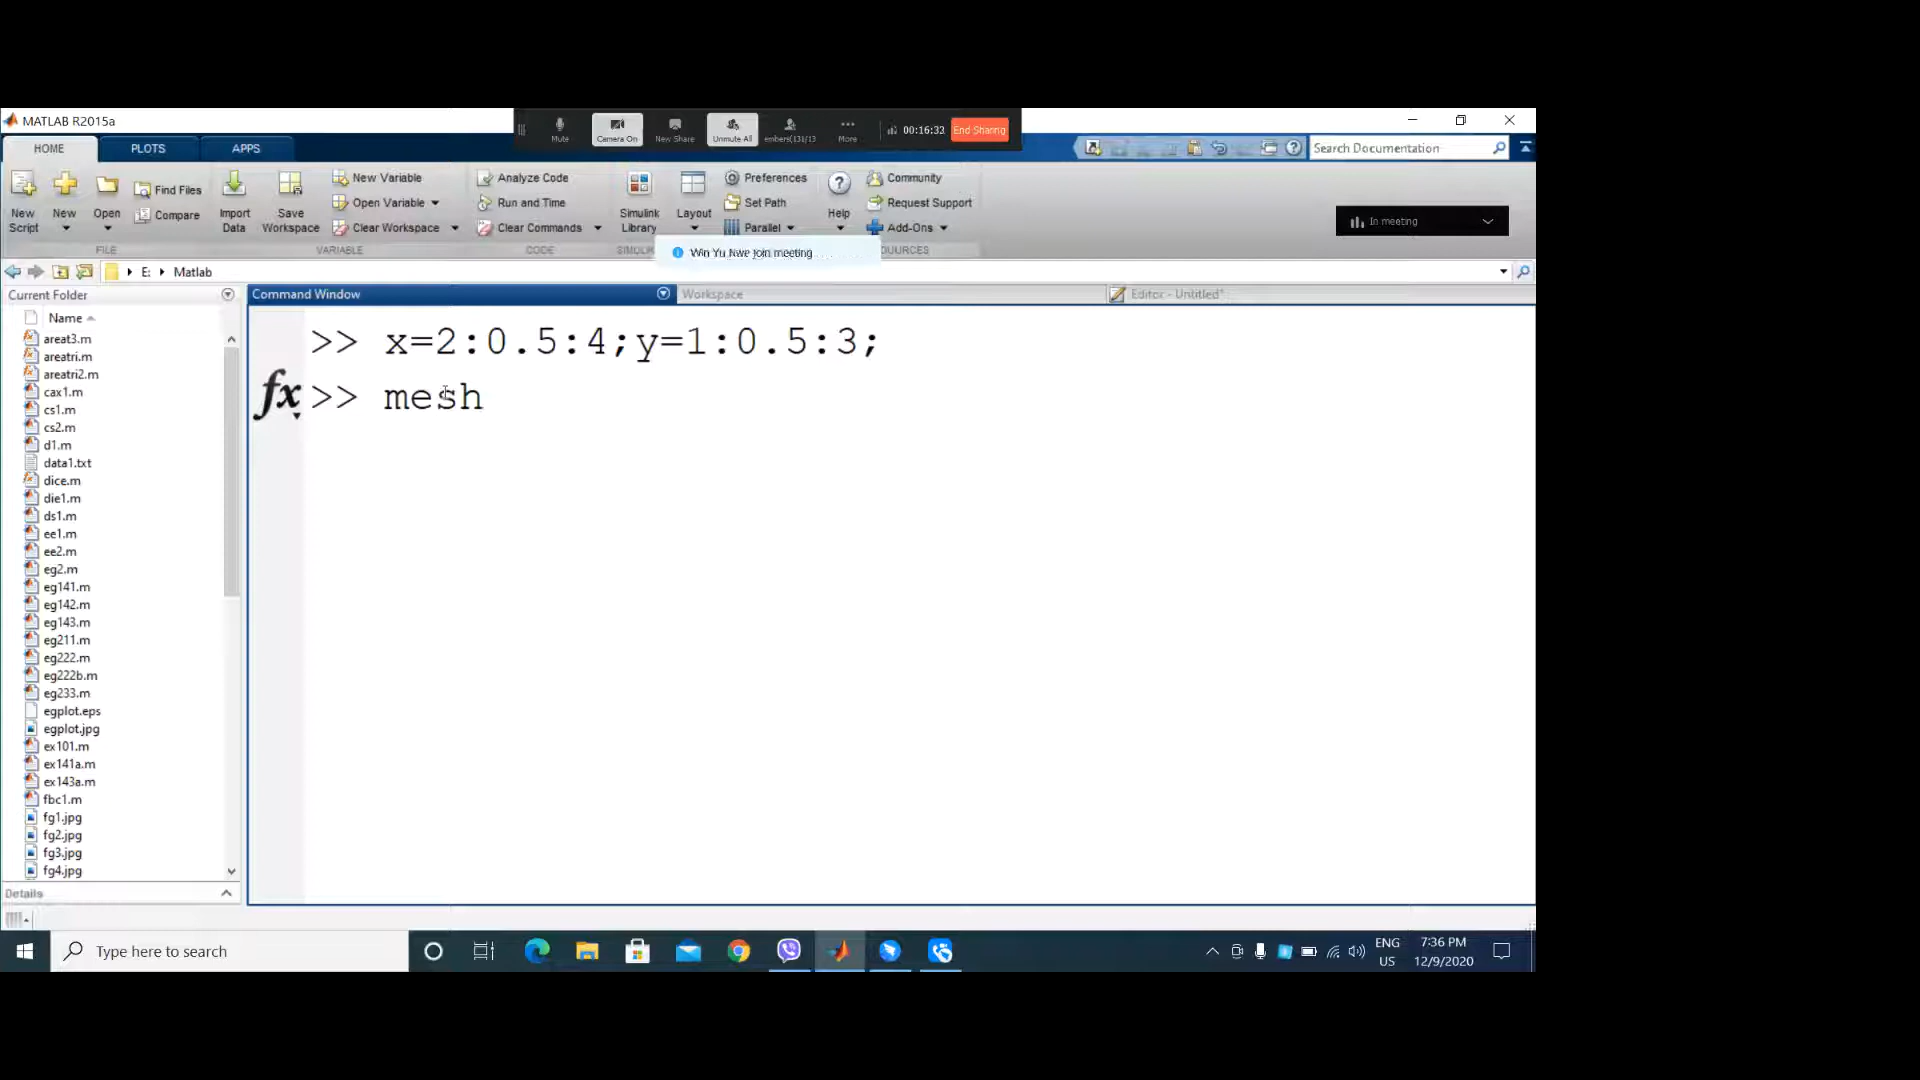 MATLAB R2015a
Mute
Camera On
New Share
Unmute All
embers(131/13
More
00:16:33
End Sharing
HOME
PLOTS
APPS
Search Documentation
New Script
New
Open
Find Files
Compare
Import Data
Save Workspace
New Variable
Open Variable
Clear Workspace
Analyze Code
Run and Time
Clear Commands
Simulink Library
Layout
Preferences
Set Path
Parallel
Help
Community
Request Support
Add-Ons
In meeting
FILE
VARIABLE
CODE
Win Yu Nwe join meeting
E:
Matlab
Current Folder
Command Window
Workspace
Editor - Untitled*
Name
>> x=2:0.5:4;y=1:0.5:3;
fx >> mesh
areat3.m
areatri.m
areatri2.m
cax1.m
cs1.m
cs2.m
d1.m
data1.txt
dice.m
die1.m
ds1.m
ee1.m
ee2.m
eg2.m
eg141.m
eg142.m
eg143.m
eg211.m
eg222.m
eg222b.m
eg233.m
egplot.eps
egplot.jpg
ex101.m
ex141a.m
ex143a.m
fbc1.m
fg1.jpg
fg2.jpg
fg3.jpg
fg4.jpg
Details
Type here to search
ENG
US
7:36 PM
12/9/2020